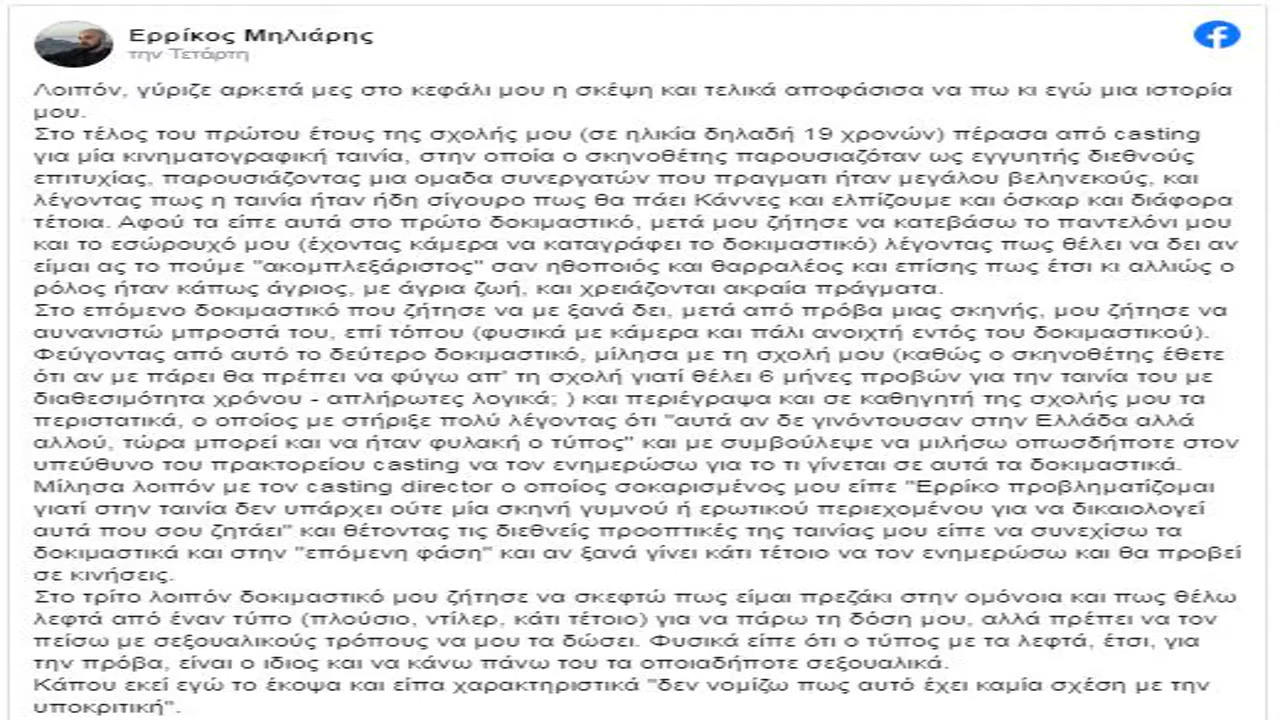 Ερρίκος Μηλιάρης
την Τετάρτη
Λοιπόν, γύριζε αρκετά μες στο κεφάλι μου η σκέψη και τελικά αποφάσισα να πω κι εγώ μια ιστορία
μου.
Στο τέλος του πρώτου έτους της σχολής μου (σε ηλικία δηλαδή 19 χρονών) πέρασα από casting
για μία κινηματογραφική ταινία, στην οποία ο σκηνοθέτης παρουσιαζόταν ως εγγυητής διεθνούς
επιτυχίας, παρουσιάζοντας μια ομαδα συνεργατών που πραγματι ήταν μεγάλου βεληνεκούς, και
λέγοντας πως η ταινία ήταν ήδη σίγουρο πως θα πάει Κάννες και ελπίζουμε και όσκαρ και διάφορα
τέτοια. Αφού τα είπε αυτά στο πρώτο δοκιμαστικό, μετά μου ζήτησε να κατεβάσω το παντελόνι μου
και το εσώρουχό μου (έχοντας κάμερα να καταγράφει το δοκιμαστικό) λέγοντας πως θέλει να δει αν
είμαι ας το πούμε "ακομπλεξάριστος" σαν ηθοποιός και θαρραλέος και επίσης πως έτσι κι αλλιώς ο
ρόλος ήταν κάπως άγριος, με άγρια ζωή, και χρειάζονται ακραία πράγματα.
Στο επόμενο δοκιμαστικό που ζήτησε να με ξανά δει, μετά από πρόβα μιας σκηνής, μου ζήτησε να
αυνανιστώ μπροστά του, επί τόπου (φυσικά με κάμερα και πάλι ανοιχτή εντός του δοκιμαστικού).
Φεύγοντας από αυτό το δεύτερο δοκιμαστικό, μίλησα με τη σχολή μου (καθώς ο σκηνοθέτης έθετε
ότι αν με πάρει θα πρέπει να φύγω απ' τη σχολή γιατί θέλει 6 μήνες προβών για την ταινία του με
διαθεσιμότητα χρόνου - απλήρωτες λογικά; ) και περιέγραψα και σε καθηγητή της σχολής μου τα
περιστατικά, ο οποίος με στήριξε πολύ λέγοντας ότι "αυτά αν δε γινόντουσαν στην Ελλάδα αλλά
αλλού, τώρα μπορεί και να ήταν φυλακή ο τύπος" και με συμβούλεψε να μιλήσω οπωσδήποτε στον
υπεύθυνο του πρακτορείου casting να τον ενημερώσω για το τι γίνεται σε αυτά τα δοκιμαστικά.
Μίλησα λοιπόν με τον casting director ο οποίος σοκαρισμένος μου είπε "Ερρίκο προβληματίζομαι
γιατί στην ταινία δεν υπάρχει ούτε μία σκηνή γυμνού ή ερωτικού περιεχομένου για να δικαιολογεί
αυτά που σου ζητάει" και θέτοντας τις διεθνείς προοπτικές της ταινίας μου είπε να συνεχίσω τα
δοκιμαστικά και στην "επόμενη φάση" και αν ξανά γίνει κάτι τέτοιο να τον ενημερώσω και θα προβεί
σε κινήσεις.
Στο τρίτο λοιπόν δοκιμαστικό μου ζήτησε να σκεφτώ πως είμαι πρεζάκι στην ομόνοια και πως θέλω
λεφτά από έναν τύπο (πλούσιο, ντίλερ, κάτι τέτοιο) για να πάρω τη δόση μου, αλλά πρέπει να τον
πείσω με σεξουαλικούς τρόπους να μου τα δώσει. Φυσικά είπε ότι ο τύπος με τα λεφτά, έτσι, για
την πρόβα, είναι ο ιδιος και να κάνω πάνω του τα οποιαδήποτε σεξουαλικά.
Κάπου εκεί εγώ το έκοψα και είπα χαρακτηριστικά "δεν νομίζω πως αυτό έχει καμία σχέση με την
υποκριτική".